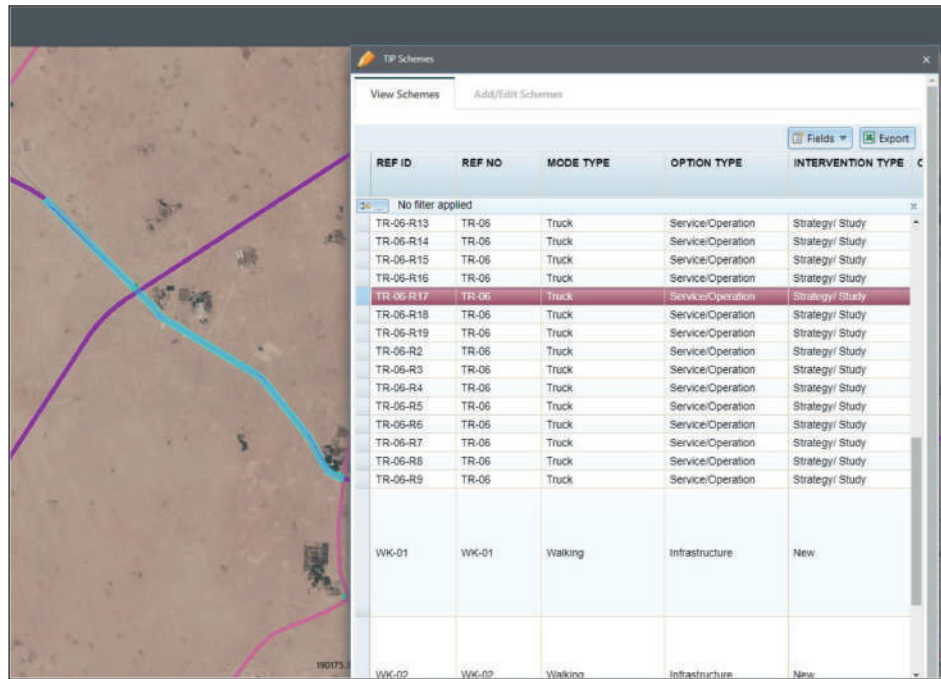 TIP Schemes
View Schemes Add/Edit Schemes
Fields Export
REF ID REF NO MODE TYPE OPTION TYPE INTERVENTION TYPE
No filter applied
TR-06-R13 TR-06 Truck Service/Operation Strategy/ Study
TR-06-R14 TR-06 Truck Service/Operation Strategy/ Study
TR-06-R15 TR-06 Truck Service/Operation Strategy/ Study
TR-06-R16 TR-06 Truck Service/Operation Strategy/ Study
TR-06-R17 TR-06 Truck Service/Operation Strategy/ Study
TR-06-R18 TR-06 Truck Service/Operation Strategy/ Study
TR-06-R19 TR-06 Truck Service/Operation Strategy/ Study
TR-06-R2 TR-06 Truck Service/Operation Strategy/ Study
TR-06-R3 TR-06 Truck Service/Operation Strategy/ Study
TR-06-R4 TR-06 Truck Service/Operation Strategy/ Study
TR-06-R5 TR-06 Truck Service/Operation Strategy/ Study
TR-06-R6 TR-06 Truck Service/Operation Strategy/ Study
TR-06-R7 TR-06 Truck Service/Operation Strategy/ Study
TR-06-R8 TR-06 Truck Service/Operation Strategy/ Study
TR-06-R9 TR-06 Truck Service/Operation Strategy/ Study
WK-01 WK-01 Walking Infrastructure New
190175.
WK-02 WK-02 Walking Infrastructure New